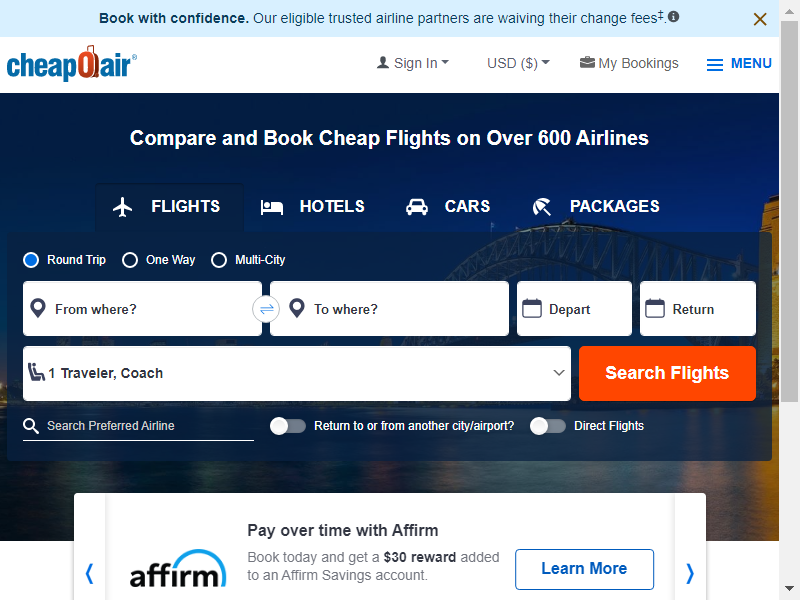 Book with confidence. Our eligible trusted airline partners are waiving their change fees‡.
cheapOair®
Sign In
USD ($)
My Bookings
MENU
Compare and Book Cheap Flights on Over 600 Airlines
FLIGHTS
HOTELS
CARS
PACKAGES
Round Trip
One Way
Multi-City
From where?
To where?
Depart
Return
1 Traveler, Coach
Search Flights
Search Preferred Airline
Return to or from another city/airport?
Direct Flights
affirm
Pay over time with Affirm
Book today and get a $30 reward added
to an Affirm Savings account.
Learn More